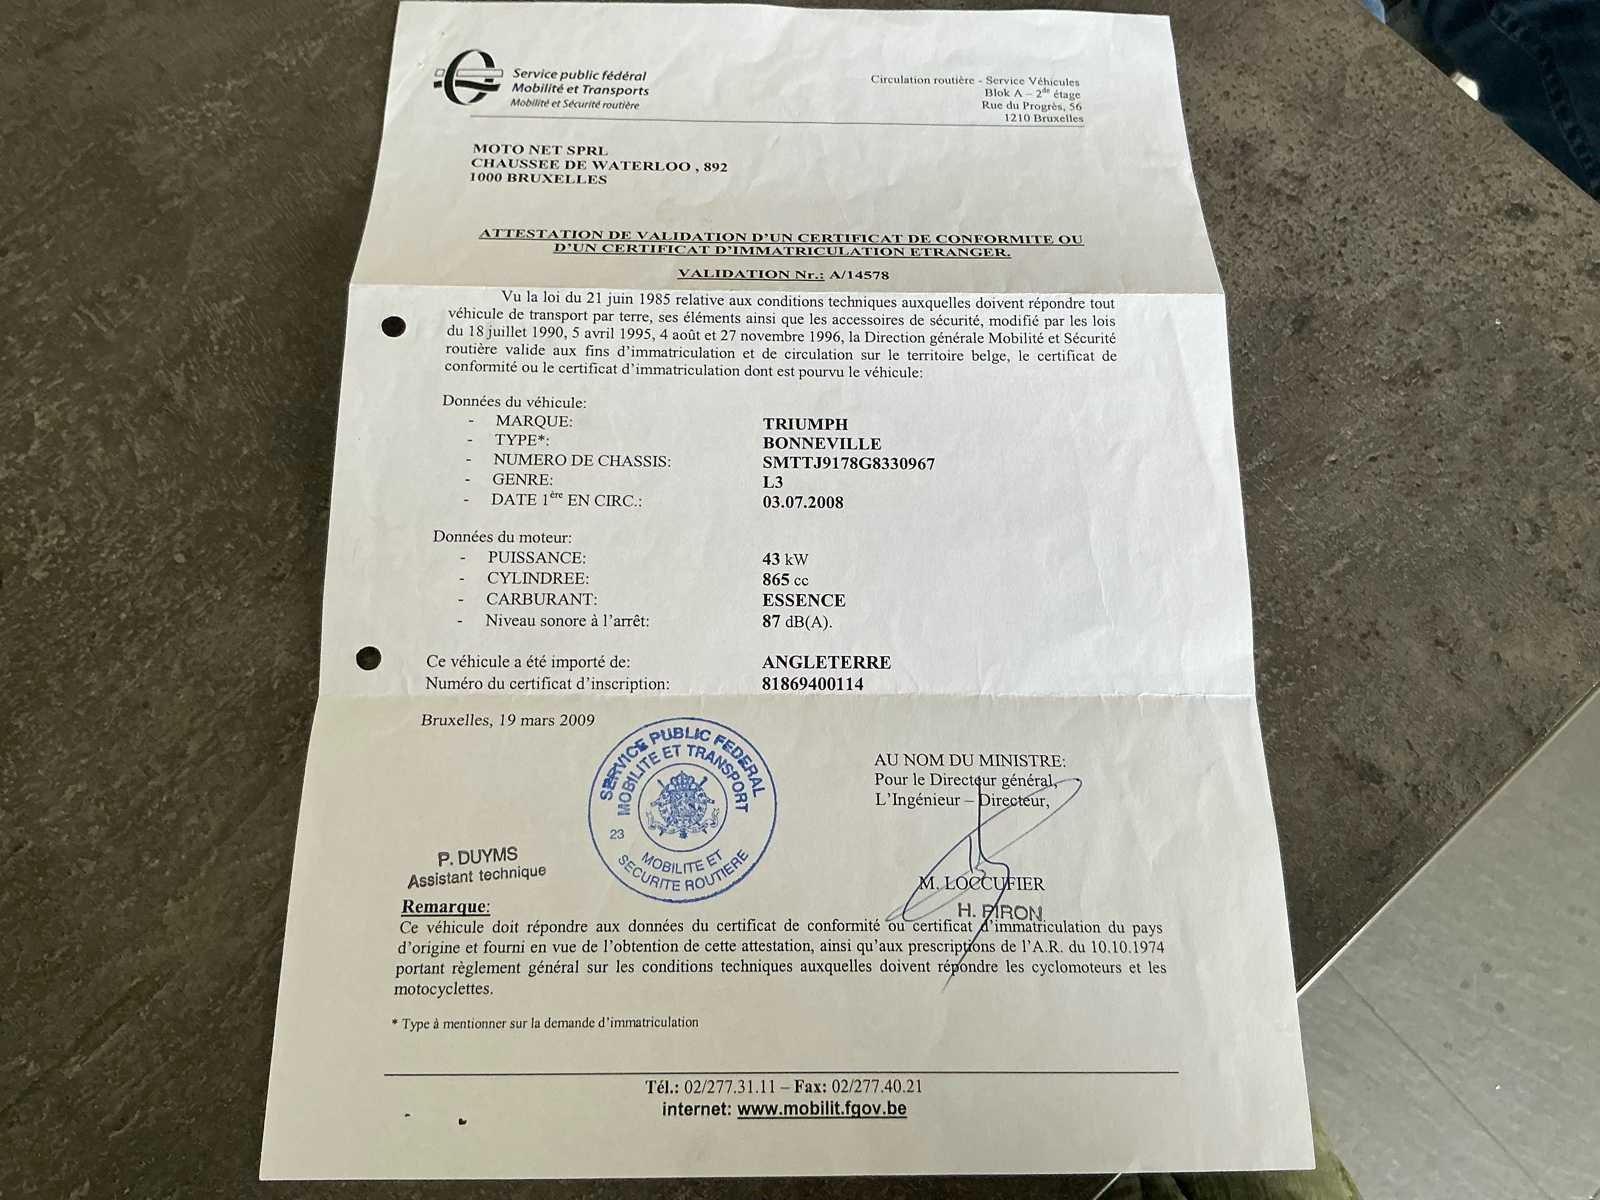 Service public fédéral
Mobilité et Transports
Mobilité et Sécurité routière
Circulation routière - Service Véhicules
Blok A – 2de étage
Rue du Progrès, 56
1210 Bruxelles
MOTO NET SPRL
CHAUSSEE DE WATERLOO , 892
1000 BRUXELLES
ATTESTATION DE VALIDATION D'UN CERTIFICAT DE CONFORMITE OU
D'UN CERTIFICAT D'IMMATRICULATION ETRANGER.
VALIDATION Nr.: A/14578
Vu la loi du 21 juin 1985 relative aux conditions techniques auxquelles doivent répondre tout
véhicule de transport par terre, ses éléments ainsi que les accessoires de sécurité, modifié par les lois
du 18 juillet 1990, 5 avril 1995, 4 août et 27 novembre 1996, la Direction générale Mobilité et Sécurité
routière valide aux fins d'immatriculation et de circulation sur le territoire belge, le certificat de
conformité ou le certificat d'immatriculation dont est pourvu le véhicule:
Données du véhicule:
- MARQUE: TRIUMPH
- TYPE*: BONNEVILLE
- NUMERO DE CHASSIS: SMTTJ9178G8330967
- GENRE: L3
- DATE 1ère EN CIRC.: 03.07.2008
Données du moteur:
- PUISSANCE: 43 kW
- CYLINDREE: 865 cc
- CARBURANT: ESSENCE
- Niveau sonore à l'arrêt: 87 dB(A).
Ce véhicule a été importé de: ANGLETERRE
Numéro du certificat d'inscription: 81869400114
Bruxelles, 19 mars 2009
SERVICE PUBLIC FEDERAL
MOBILITE ET TRANSPORT
23
MOBILITE ET
SECURITE ROUTIERE
AU NOM DU MINISTRE:
Pour le Directeur général,
L'Ingénieur – Directeur,
P. DUYMS
Assistant technique
M. LOCCUFIER
H. PIRON
Remarque:
Ce véhicule doit répondre aux données du certificat de conformité ou certificat d'immatriculation du pays
d'origine et fourni en vue de l'obtention de cette attestation, ainsi qu'aux prescriptions de l'A.R. du 10.10.1974
portant règlement général sur les conditions techniques auxquelles doivent répondre les cyclomoteurs et les
motocyclettes.
* Type à mentionner sur la demande d'immatriculation
Tél.: 02/277.31.11 – Fax: 02/277.40.21
internet: www.mobilit.fgov.be